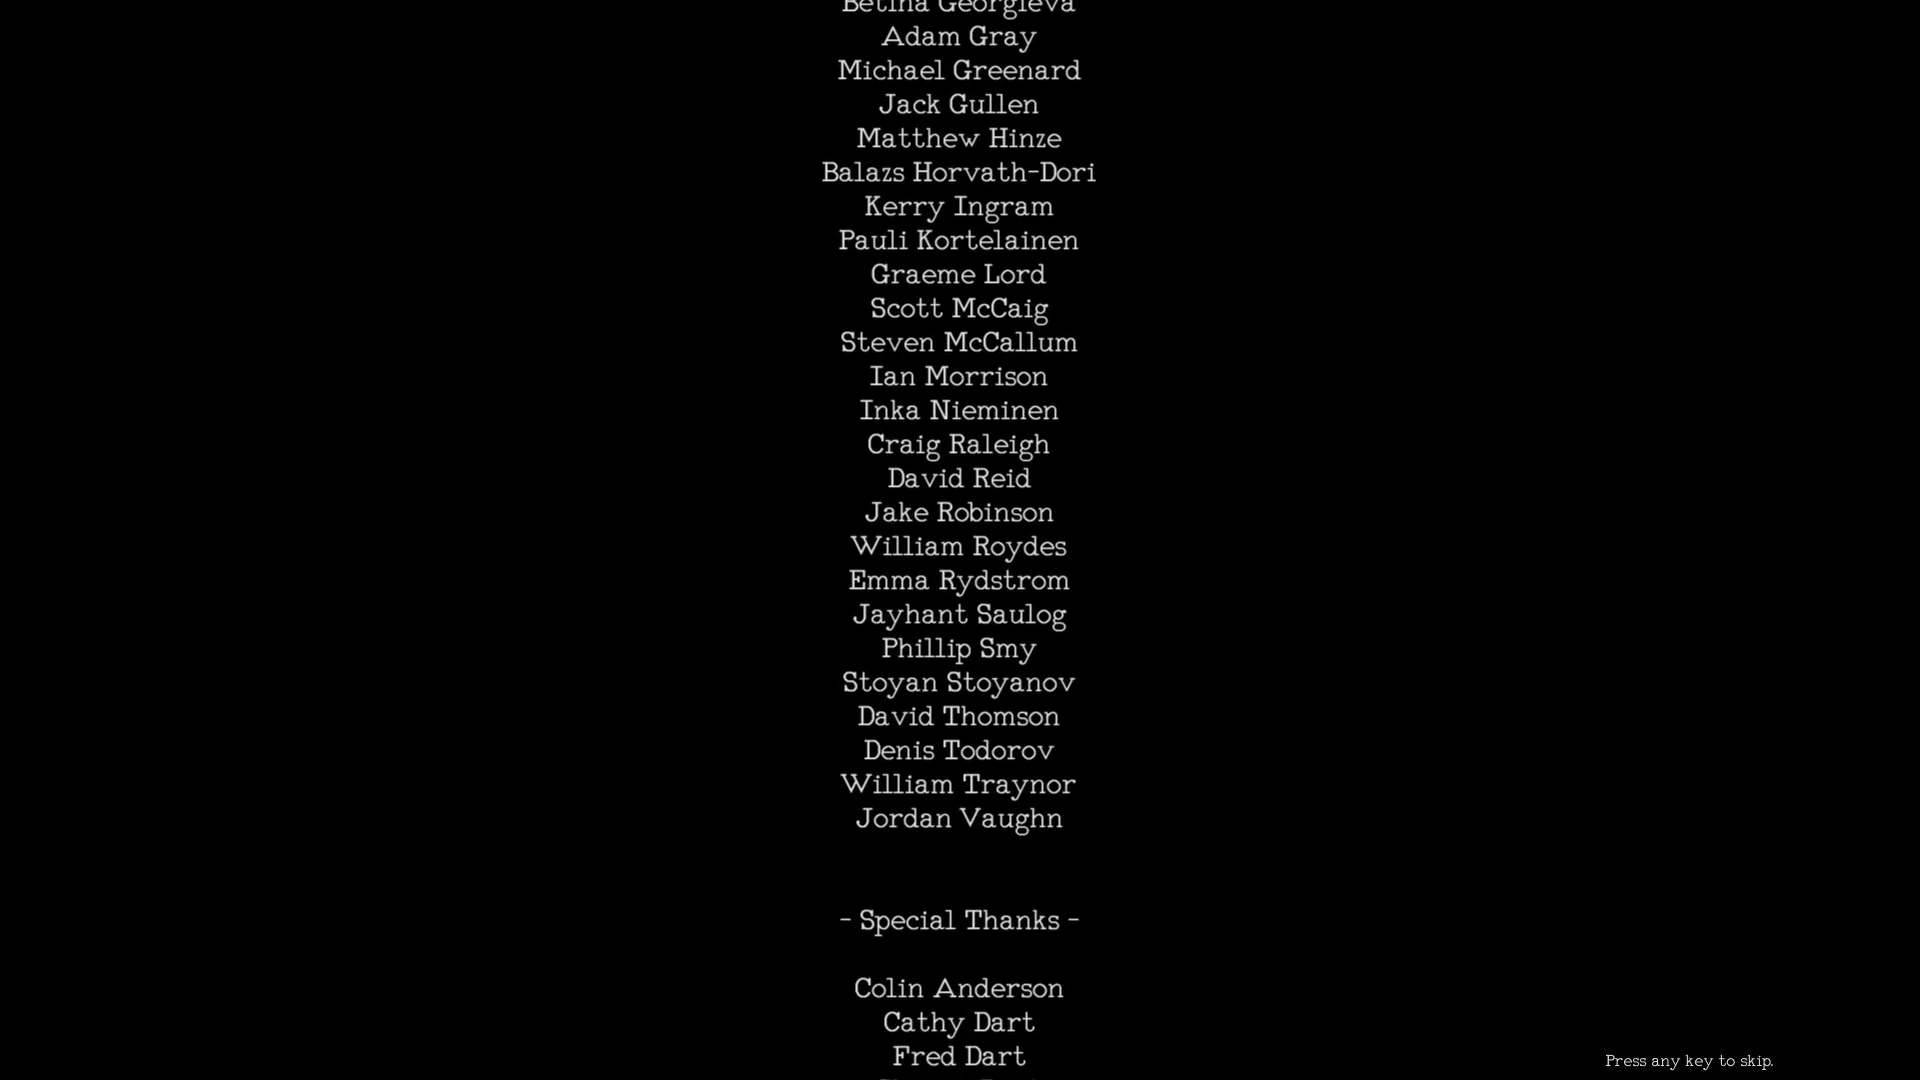 Betina Georgieva
Adam Gray
Michael Greenard
Jack Gullen
Matthew Hinze
Balazs Horvath-Dori
Kerry Ingram
Pauli Kortelainen
Graeme Lord
Scott McCaig
Steven McCallum
Ian Morrison
Inka Nieminen
Craig Raleigh
David Reid
Jake Robinson
William Roydes
Emma Rydstrom
Jayhant Saulog
Phillip Smy
Stoyan Stoyanov
David Thomson
Denis Todorov
William Traynor
Jordan Vaughn
- Special Thanks -
Colin Anderson
Cathy Dart
Fred Dart
Press any key to skip.